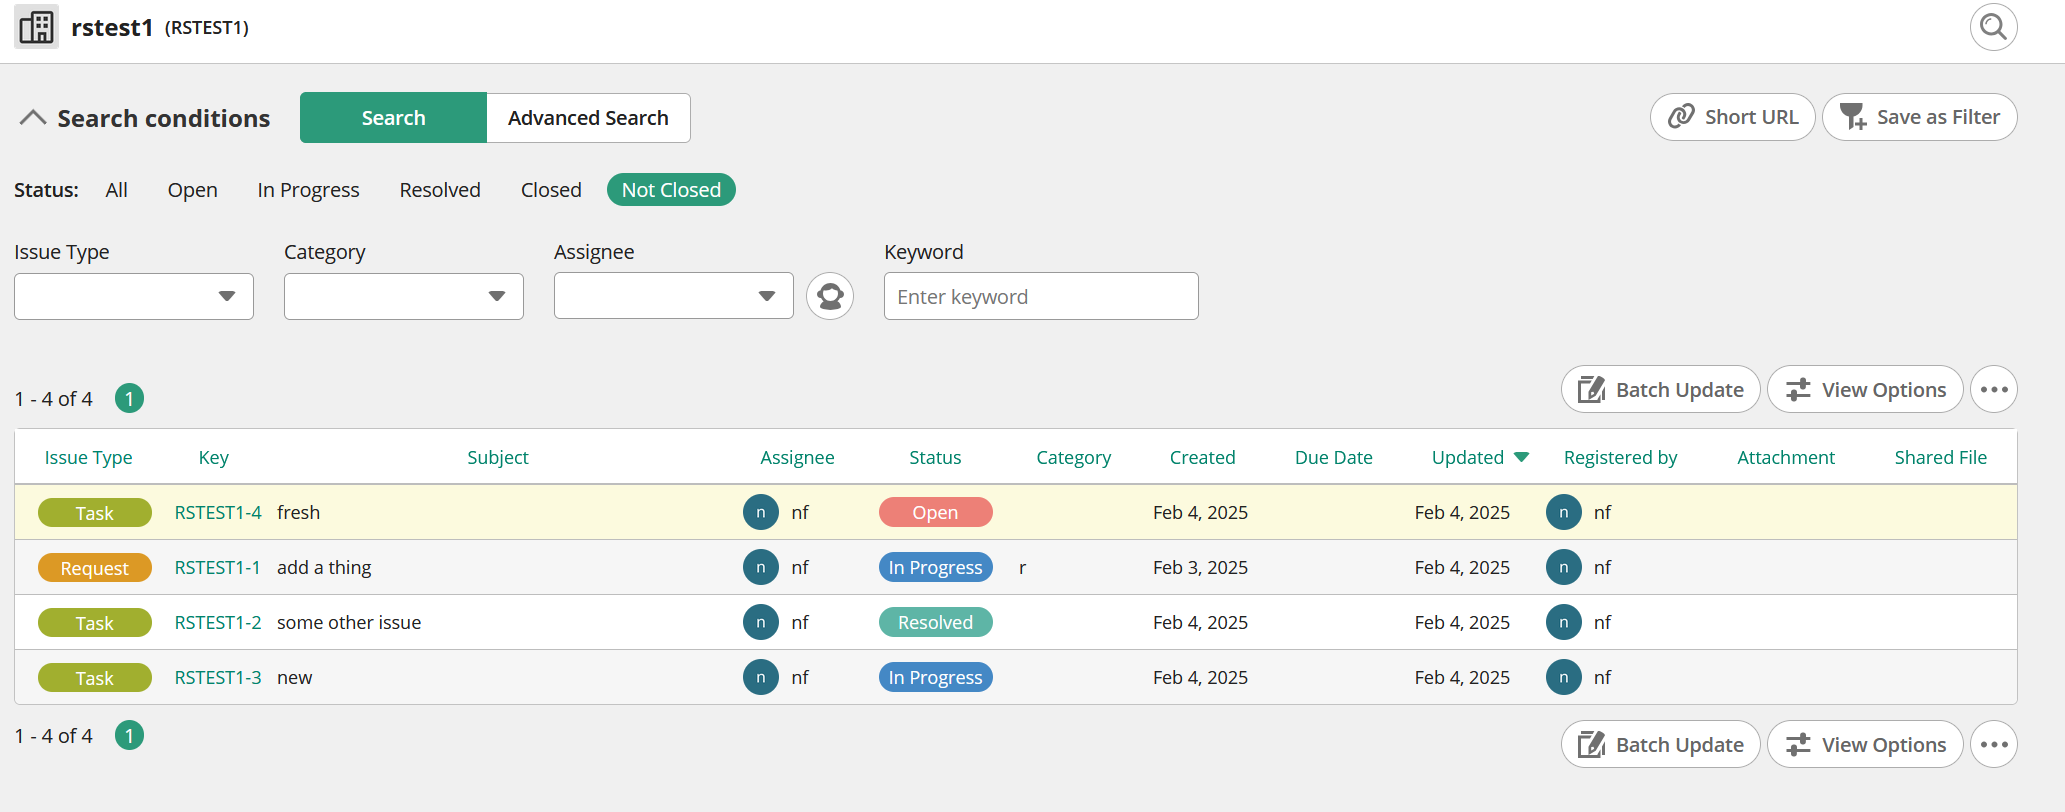 rstest1 (RSTEST1)
Search conditions Search Advanced Search Short URL Save as Filter
Status: All Open In Progress Resolved Closed Not Closed
Issue Type Category Assignee Keyword
Enter keyword
1 - 4 of 4 1 Batch Update View Options
Issue Type Key Subject Assignee Status Category Created Due Date Updated Registered by Attachment Shared File
Task RSTEST1-4 fresh n nf Open Feb 4, 2025 Feb 4, 2025 n nf
Request RSTEST1-1 add a thing n nf In Progress r Feb 3, 2025 Feb 4, 2025 n nf
Task RSTEST1-2 some other issue n nf Resolved Feb 4, 2025 Feb 4, 2025 n nf
Task RSTEST1-3 new n nf In Progress Feb 4, 2025 Feb 4, 2025 n nf
1 - 4 of 4 1 Batch Update View Options